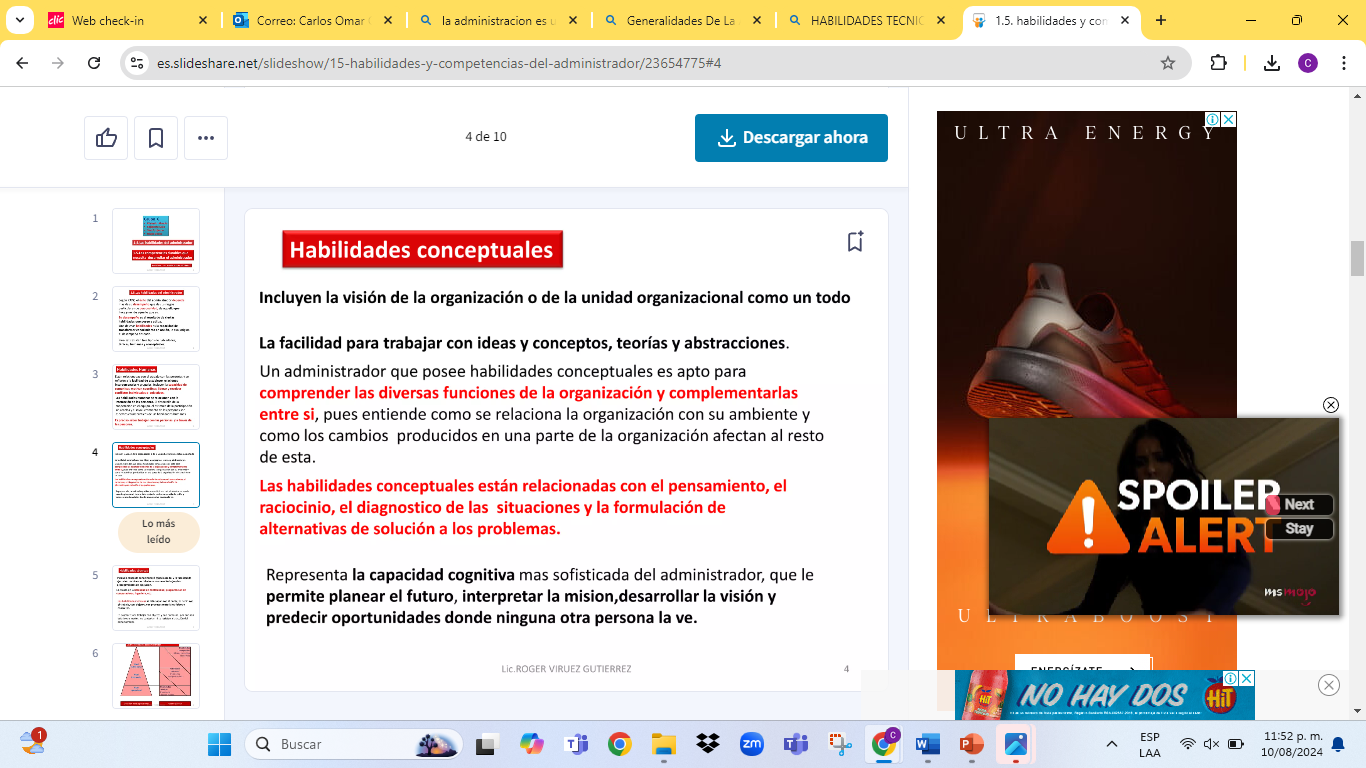 clic
Web check-in
Correo: Carlos Omar
la administracion es u
Generalidades De La
HABILIDADES TECNIC
1.5. habilidades y con
es.slideshare.net/slideshow/15-habilidades-y-competencias-del-administrador/23654775#4
C
4 de 10
Descargar ahora
1
2
3
4
Lo más
leído
5
6
Habilidades conceptuales
Incluyen la visión de la organización o de la unidad organizacional como un todo
La facilidad para trabajar con ideas y conceptos, teorías y abstracciones.
Un administrador que posee habilidades conceptuales es apto para
comprender las diversas funciones de la organización y complementarlas
entre si, pues entiende como se relaciona la organización con su ambiente y
como los cambios producidos en una parte de la organización afectan al resto
de esta.
Las habilidades conceptuales están relacionadas con el pensamiento, el
raciocinio, el diagnostico de las situaciones y la formulación de
alternativas de solución a los problemas.
Representa la capacidad cognitiva mas sofisticada del administrador, que le
permite planear el futuro, interpretar la mision,desarrollar la visión y
predecir oportunidades donde ninguna otra persona la ve.
Lic.ROGER VIRUEZ GUTIERREZ
4
ULTRA ENERGY
SPOILER
ALERT
Next
Stay
msmojo
ULTRABOOST
ENERGÍZATE
NO HAY DOS
HIT
HIT
1
Buscar
zm
C
ESP
LAA
11:52 p. m.
10/08/2024